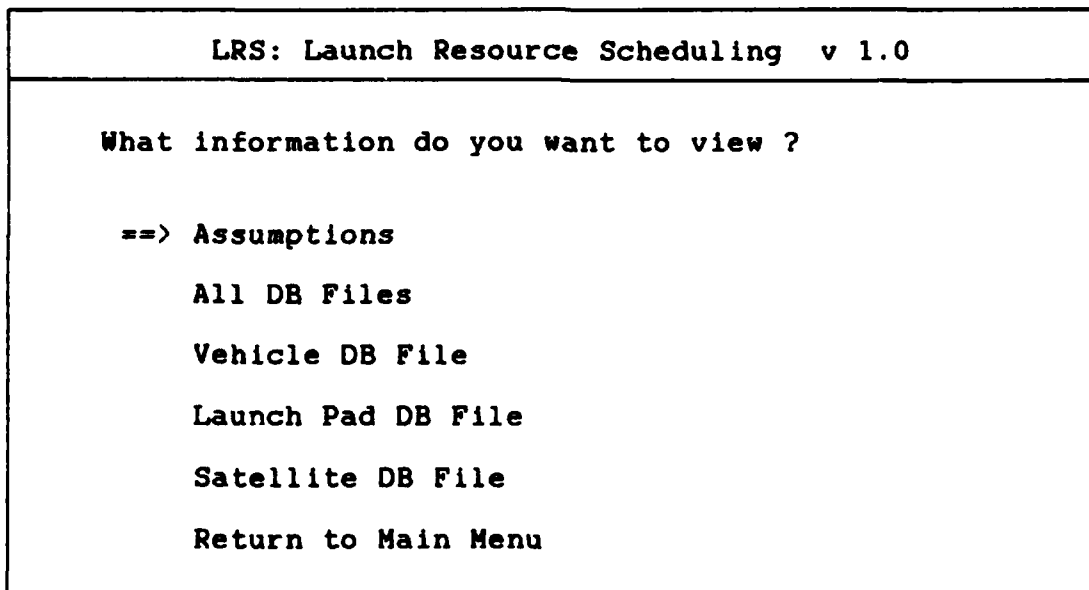 LRS: Launch Resource Scheduling v 1.0
What information do you want to view ?
==> Assumptions
All DB Files
Vehicle DB File
Launch Pad DB File
Satellite DB File
Return to Main Menu